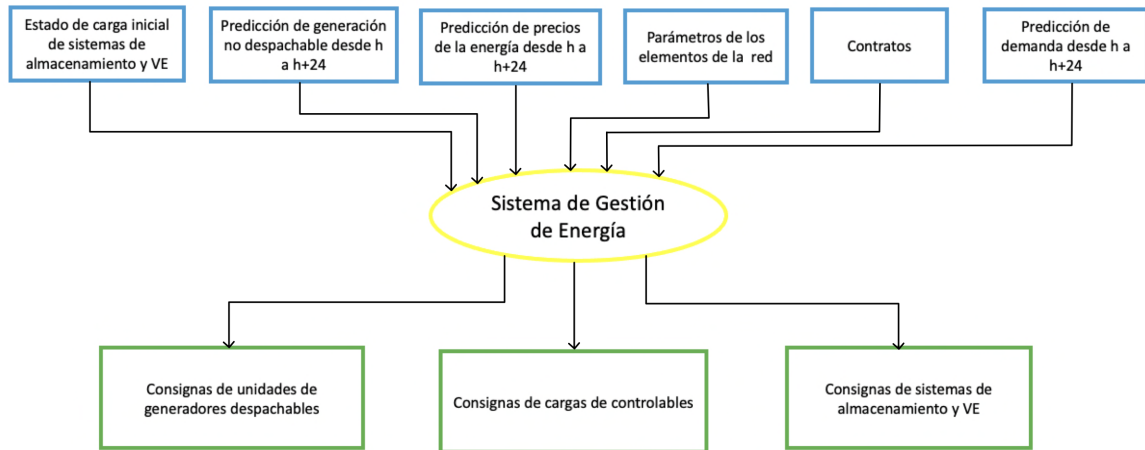 Estado de carga inicial
de sistemas de
almacenamiento y VE
Predicción de generación
no despachable desde h
a h+24
Predicción de precios
de la energía desde h a
h+24
Parámetros de los
elementos de la red
Contratos
Predicción de
demanda desde h a
h+24
Sistema de Gestión
de Energía
Consignas de unidades de
generadores despachables
Consignas de cargas de controlables
Consignas de sistemas de
almacenamiento y VE